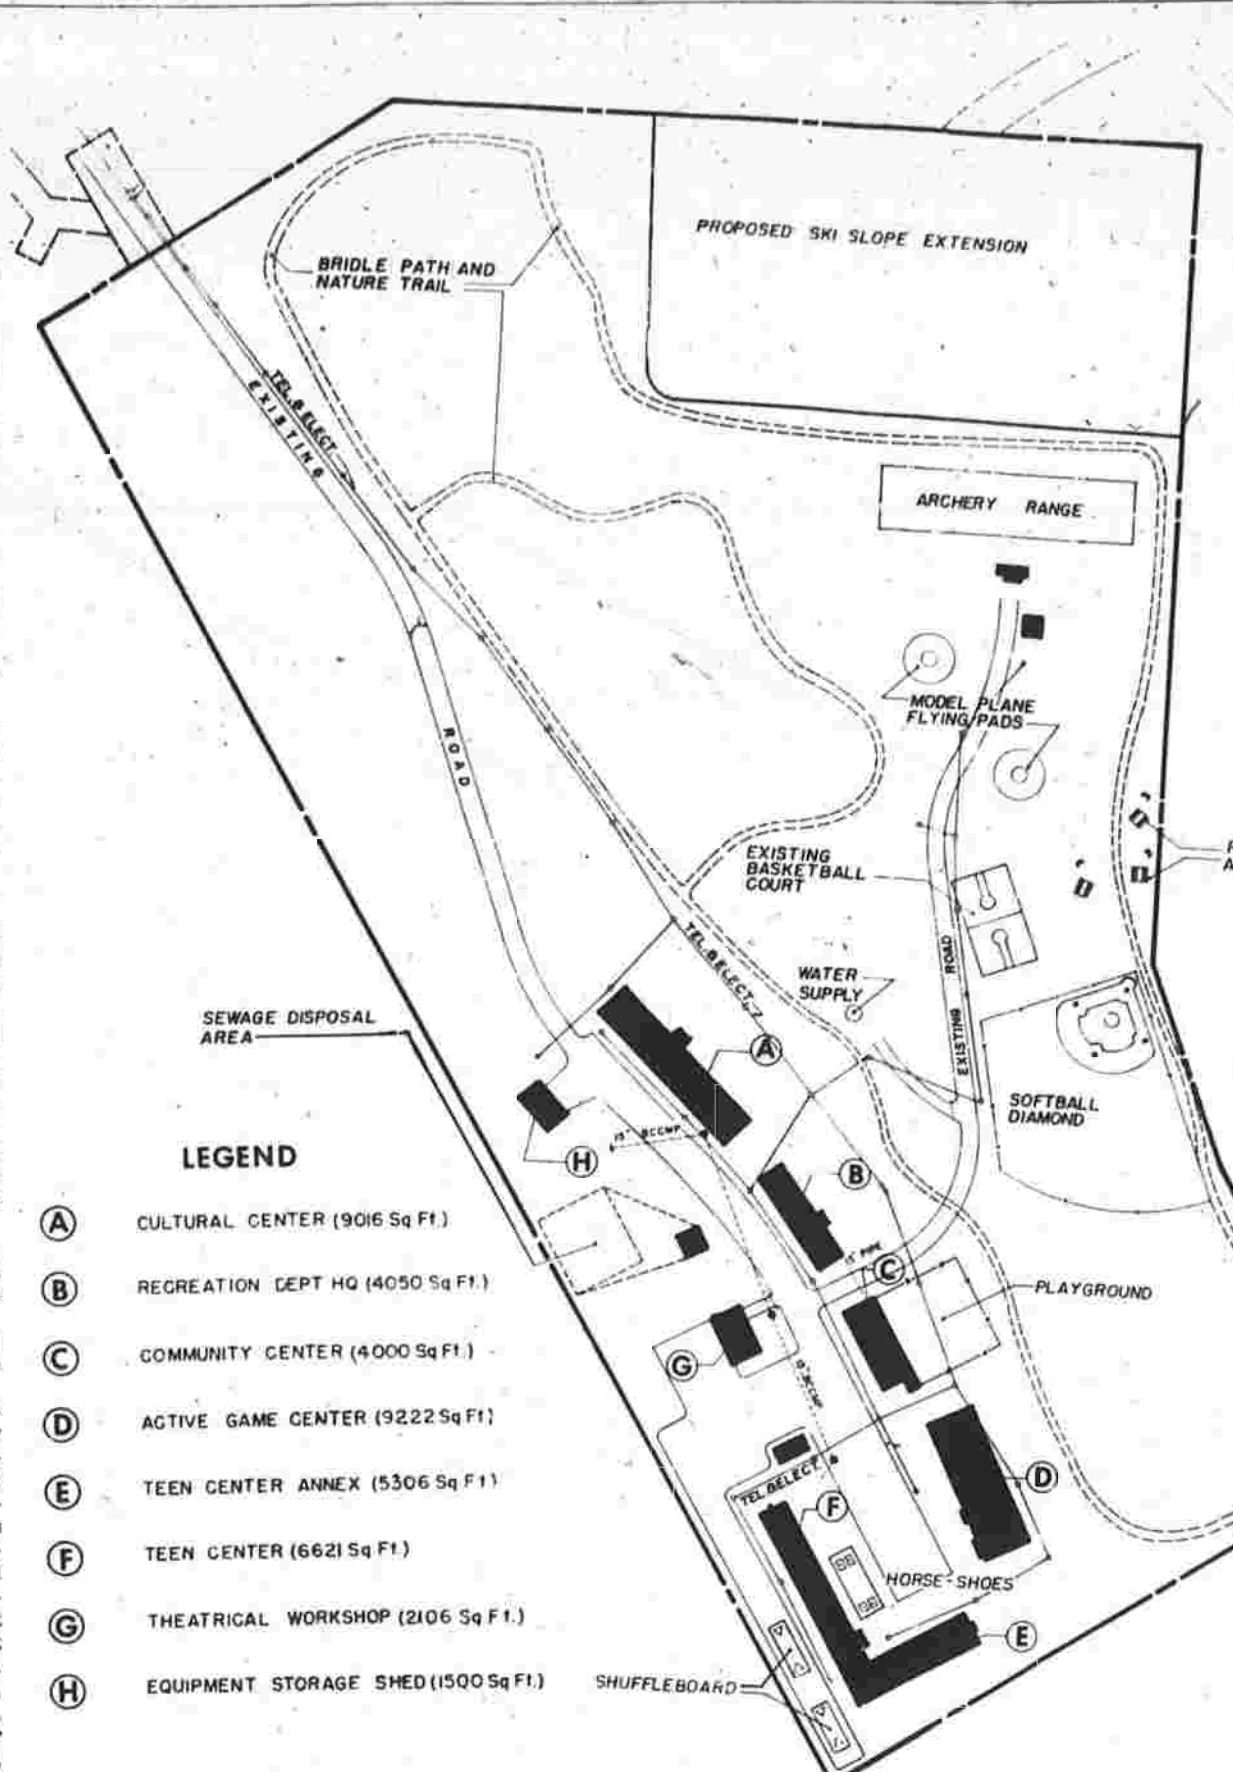 PROPOSED SKI SLOPE EXTENSION
BRIDLE PATH AND
NATURE TRAIL
TEL. & ELECT.
EXISTING
ROAD
ARCHERY RANGE
MODEL PLANE
FLYING PADS
EXISTING
BASKETBALL
COURT
TEL. & ELECT.
WATER
SUPPLY
EXISTING ROAD
SEWAGE DISPOSAL
AREA
SOFTBALL
DIAMOND
A
15" BCCMP
H
B
15" PIPE
C
PLAYGROUND
G
TEL. & ELECT.
F
D
HORSE-SHOES
E
SHUFFLEBOARD
LEGEND
A CULTURAL CENTER (9016 Sq Ft.)
B RECREATION DEPT HQ (4050 Sq Ft.)
C COMMUNITY CENTER (4000 Sq Ft.)
D ACTIVE GAME CENTER (9222 Sq Ft)
E TEEN CENTER ANNEX (5306 Sq Ft)
F TEEN CENTER (6621 Sq Ft.)
G THEATRICAL WORKSHOP (2106 Sq Ft.)
H EQUIPMENT STORAGE SHED (1500 Sq Ft.)